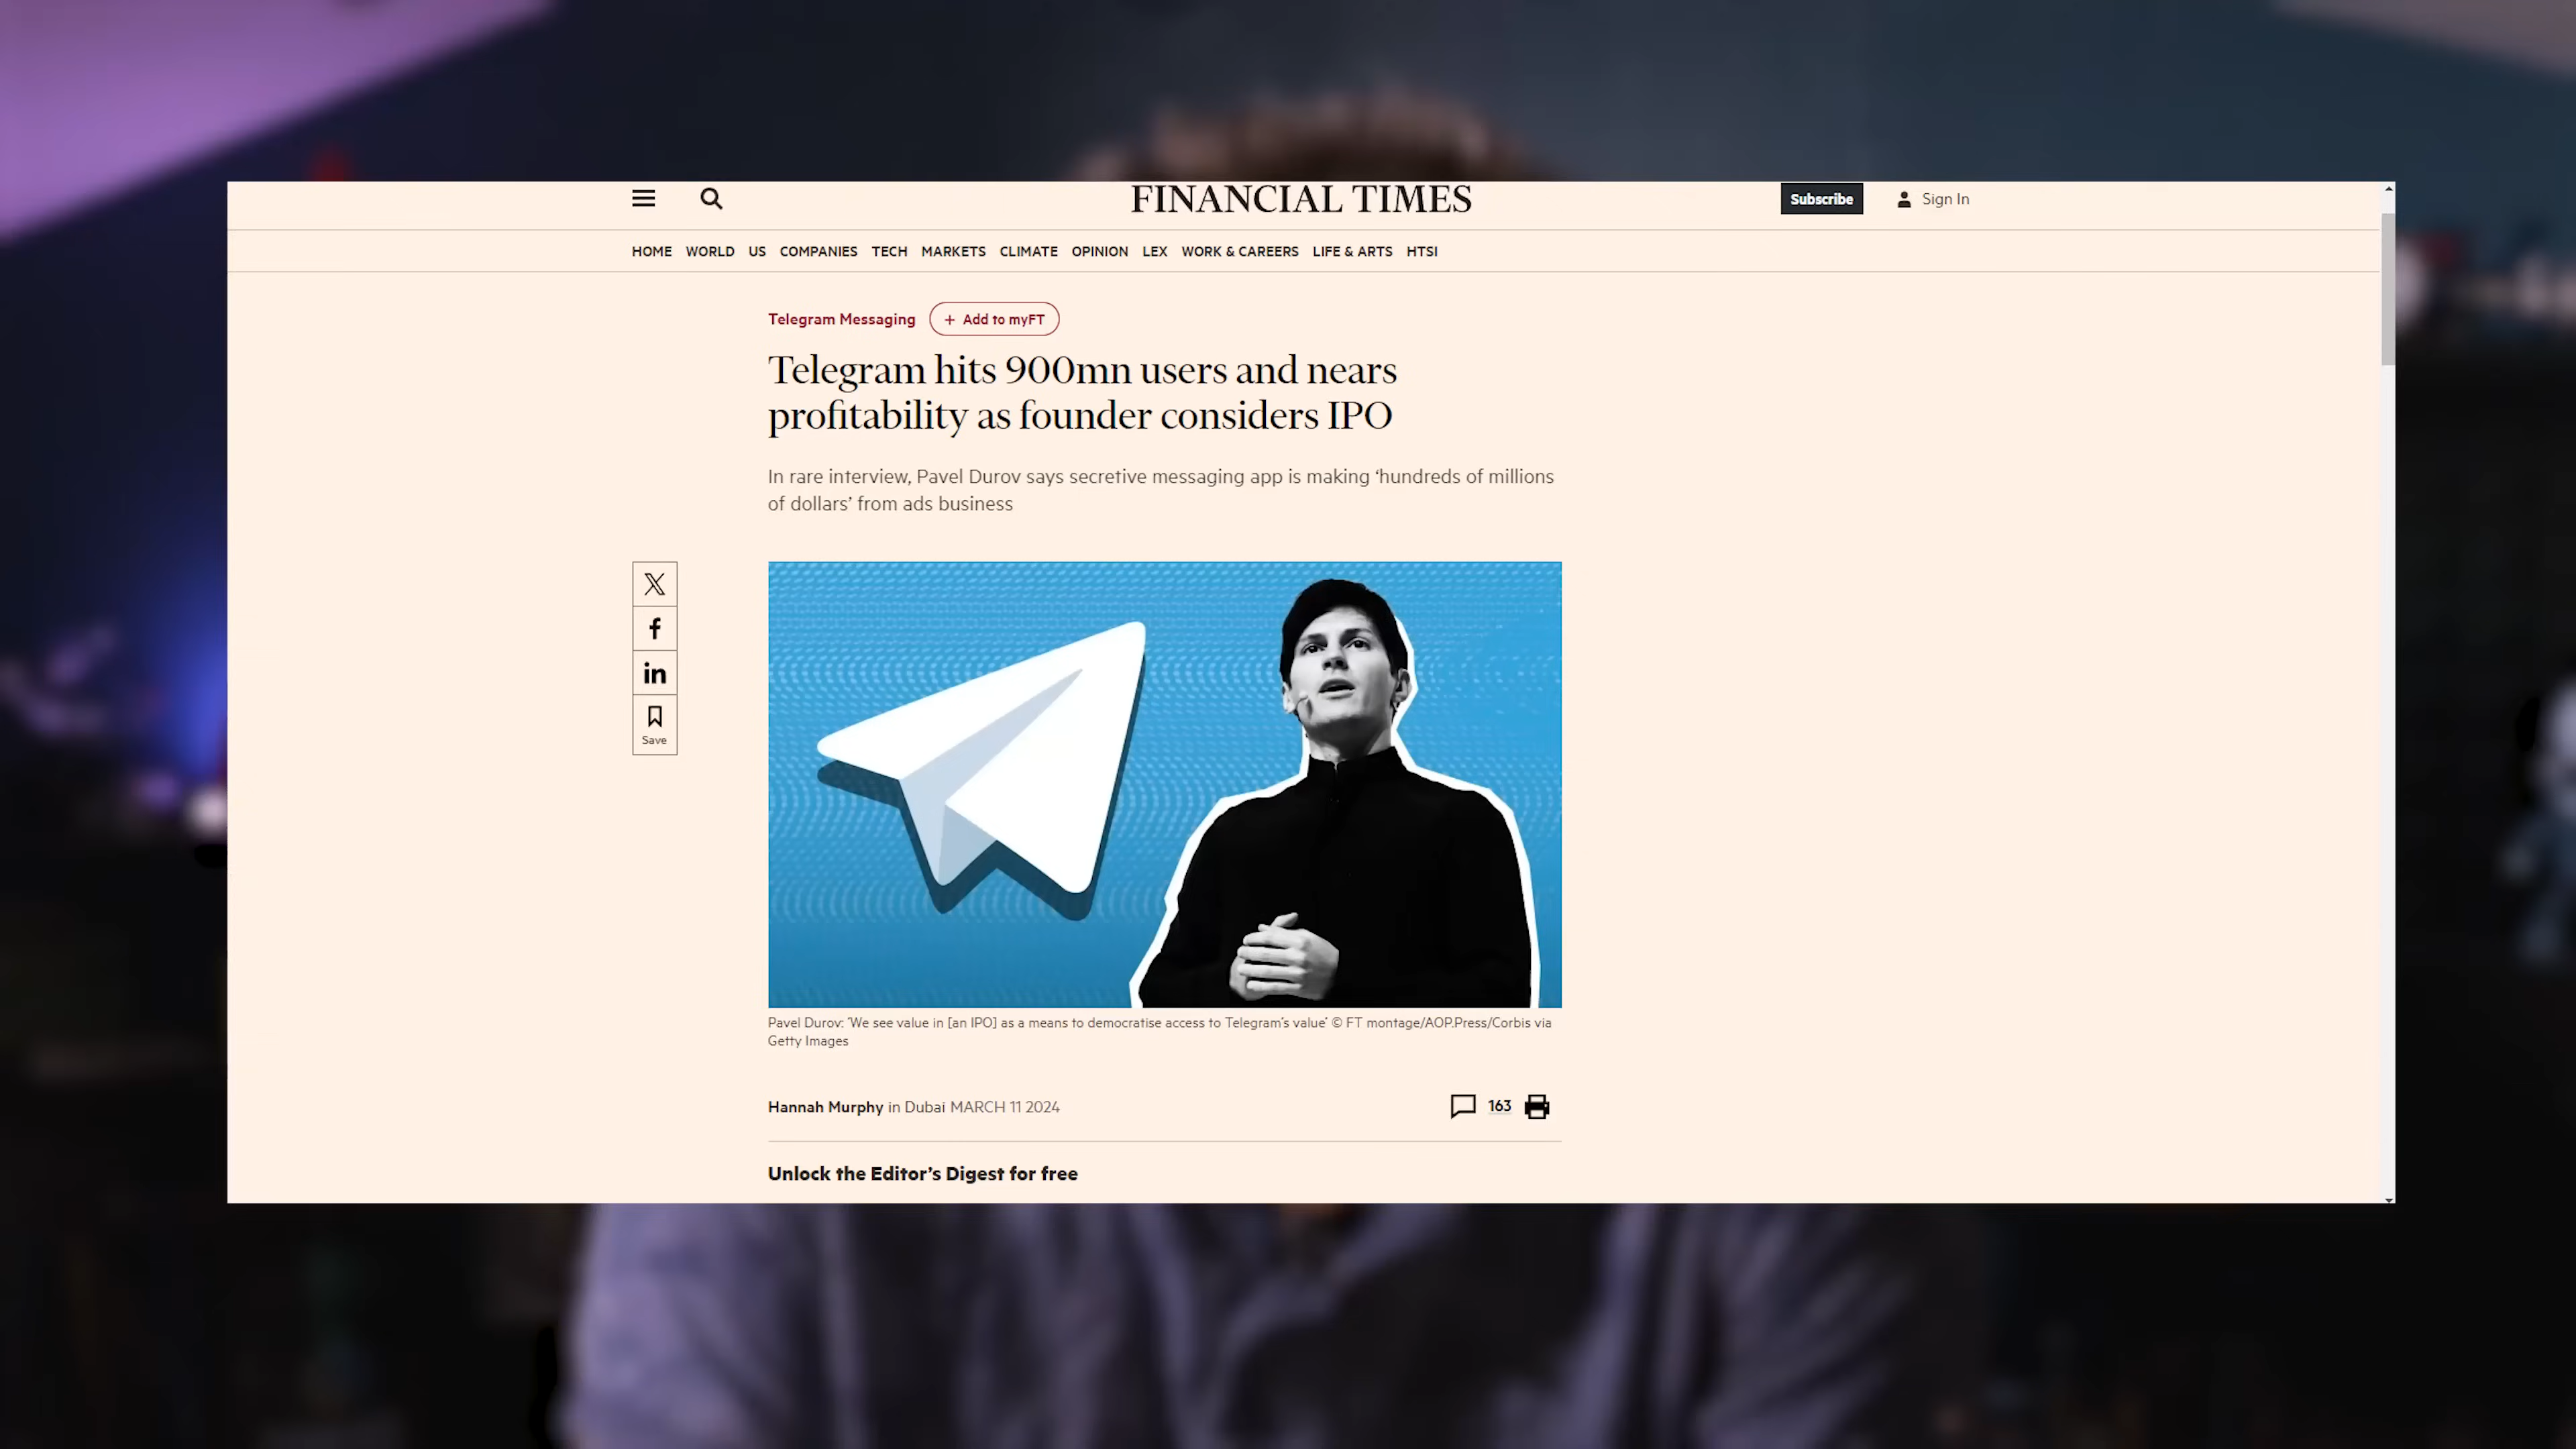 FINANCIAL TIMES
Subscribe
Sign In
HOME WORLD US COMPANIES TECH MARKETS CLIMATE OPINION LEX WORK & CAREERS LIFE & ARTS HTSI
Telegram Messaging
+ Add to myFT
Telegram hits 900mn users and nears
profitability as founder considers IPO
In rare interview, Pavel Durov says secretive messaging app is making ‘hundreds of millions
of dollars’ from ads business
Save
Pavel Durov: ‘We see value in [an IPO] as a means to democratise access to Telegram’s value’ © FT montage/AOP.Press/Corbis via
Getty Images
Hannah Murphy in Dubai MARCH 11 2024
163
Unlock the Editor’s Digest for free